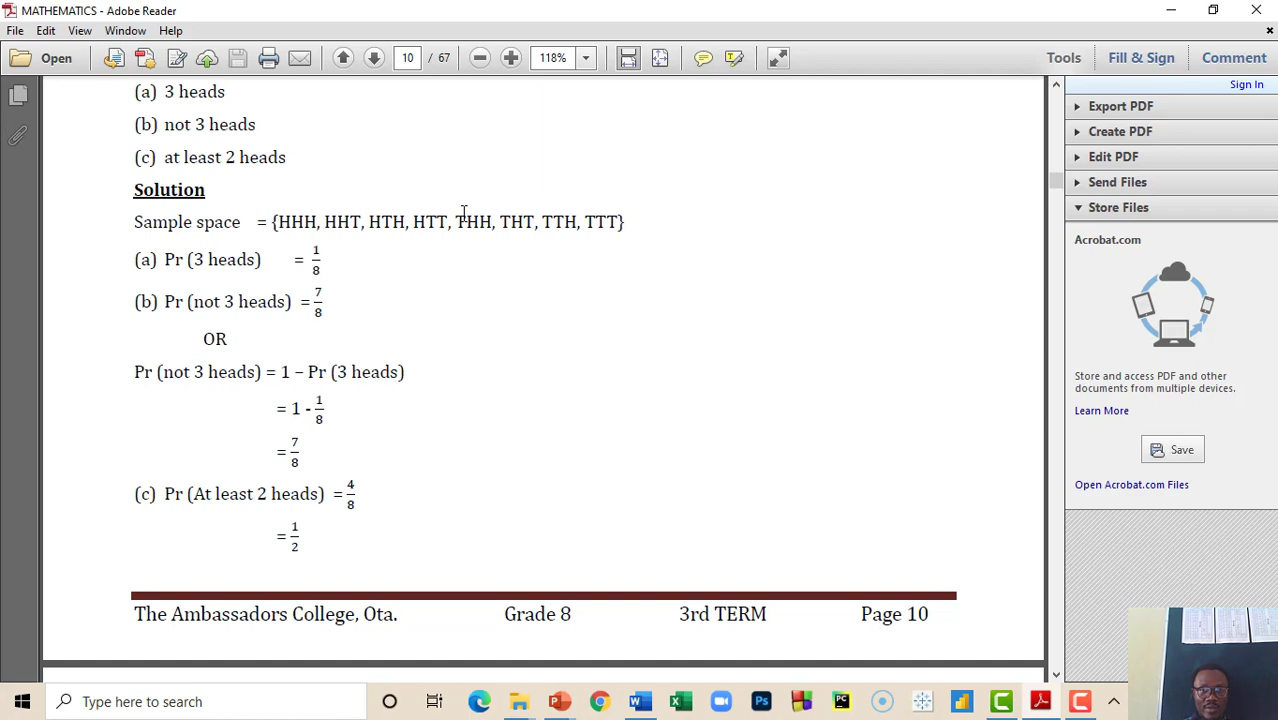 MATHEMATICS - Adobe Reader
File Edit View Window Help
Open 10 / 67 118% Tools Fill & Sign Comment
Sign In
Export PDF
Create PDF
Edit PDF
Send Files
Store Files
Acrobat.com
Store and access PDF and other
documents from multiple devices.
Learn More
Save
Open Acrobat.com Files
(a) 3 heads
(b) not 3 heads
(c) at least 2 heads
Solution
Sample space = {HHH, HHT, HTH, HTT, THH, THT, TTH, TTT}
(a) Pr (3 heads) = 1/8
(b) Pr (not 3 heads) = 7/8
OR
Pr (not 3 heads) = 1 – Pr (3 heads)
= 1 - 1/8
= 7/8
(c) Pr (At least 2 heads) = 4/8
= 1/2
The Ambassadors College, Ota. Grade 8 3rd TERM Page 10
Type here to search